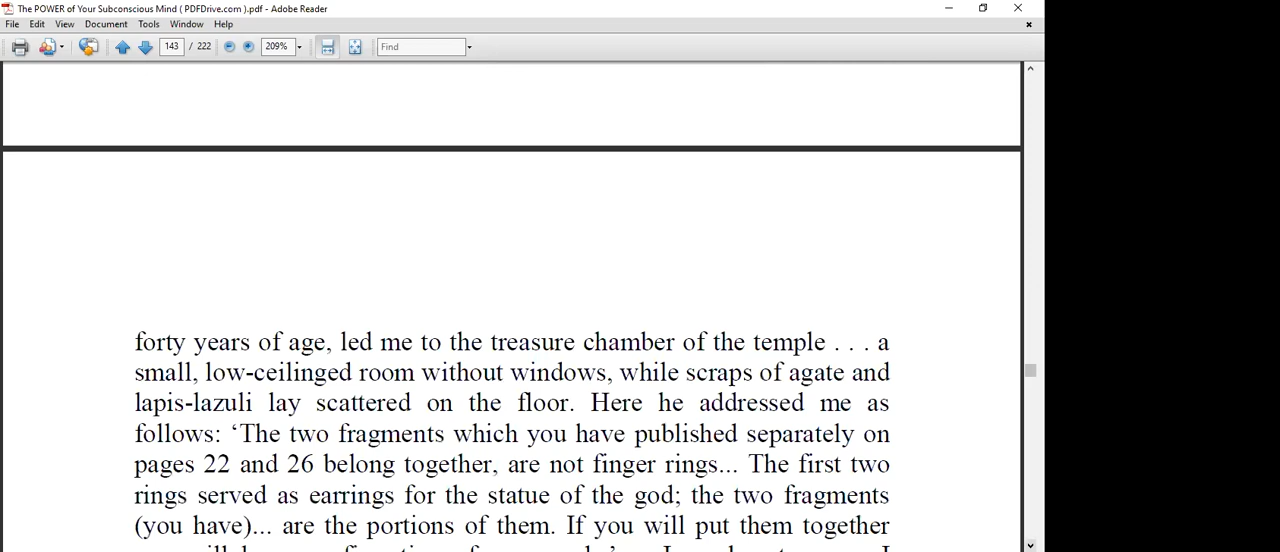 The POWER of Your Subconscious Mind ( PDFDrive.com ).pdf - Adobe Reader
File Edit View Document Tools Window Help
143 / 222 209% Find
forty years of age, led me to the treasure chamber of the temple . . . a
small, low-ceilinged room without windows, while scraps of agate and
lapis-lazuli lay scattered on the floor. Here he addressed me as
follows: ‘The two fragments which you have published separately on
pages 22 and 26 belong together, are not finger rings... The first two
rings served as earrings for the statue of the god; the two fragments
(you have)... are the portions of them. If you will put them together